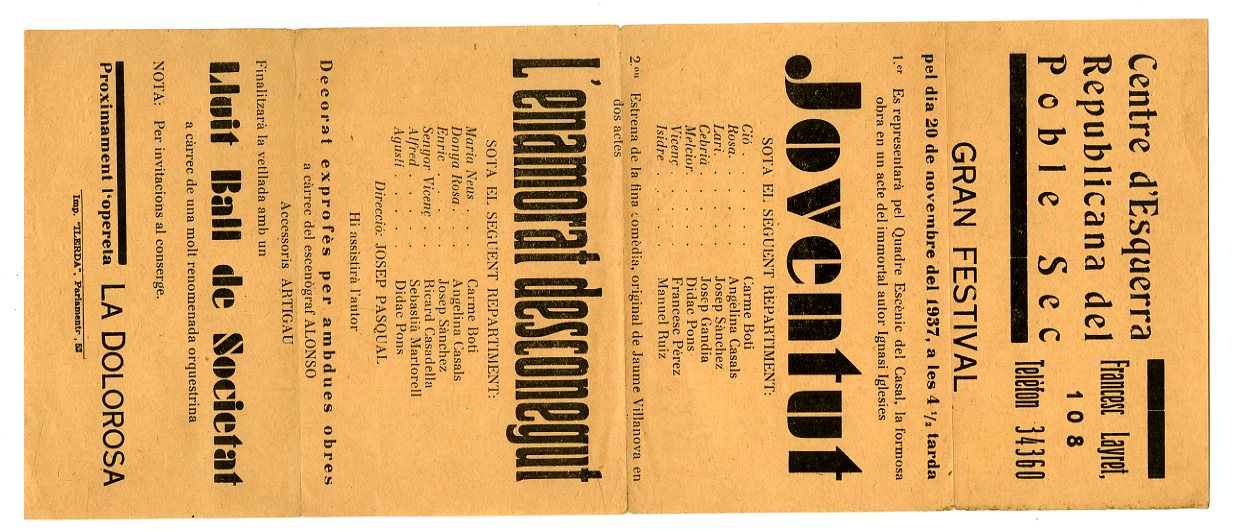 Centre d'Esquerra
Republicana del
Poble Sec
Francesc Layret,
108
Telèfon 34360
GRAN FESTIVAL
pel dia 20 de novembre del 1937, a les 4 1/2 tarda
1.er Es representarà pel Quadre Escènic del Casal, la formosa
obra en un acte del immortal autor Ignasi Iglesies
Joventut
SOTA EL SEGUENT REPARTIMENT:
Ció . . . . . . Carme Boti
Rosa. . . . . . Angelina Casals
Lari. . . . . . Josep Sànchez
Cebrià . . . . . Josep Gandia
Melcior. . . . . Didac Pons
Vicenç . . . . . Francesc Pérez
Isidre . . . . . Manuel Ruiz
2.on Estrena de la fina comèdia, original de Jaume Villanova en
dos actes
L'enamorat desconegut
SOTA EL SEGUENT REPARTIMENT:
Maria Neus . . . Carme Boti
Donya Rosa . . . Angelina Casals
Enric . . . . . Josep Sànchez
Senyor Vicenç . . Ricard Casadella
Alfred . . . . . Sebastià Martorell
Agustí . . . . . Didac Pons
Direcció: JOSEP PASQUAL
Hi assistirà l'autor
Decorat exprofès per ambdues obres
a càrrec del escenògraf ALONSO
Accessoris ARTIGAU
Finalitzarà la vetllada amb un
Lluit Ball de Societat
a càrrec de una molt renomenada orquestrina
NOTA: Per invitacions al conserge.
Proximament l'opereta LA DOLOROSA
Imp. "ILERDA", Parlament, 52